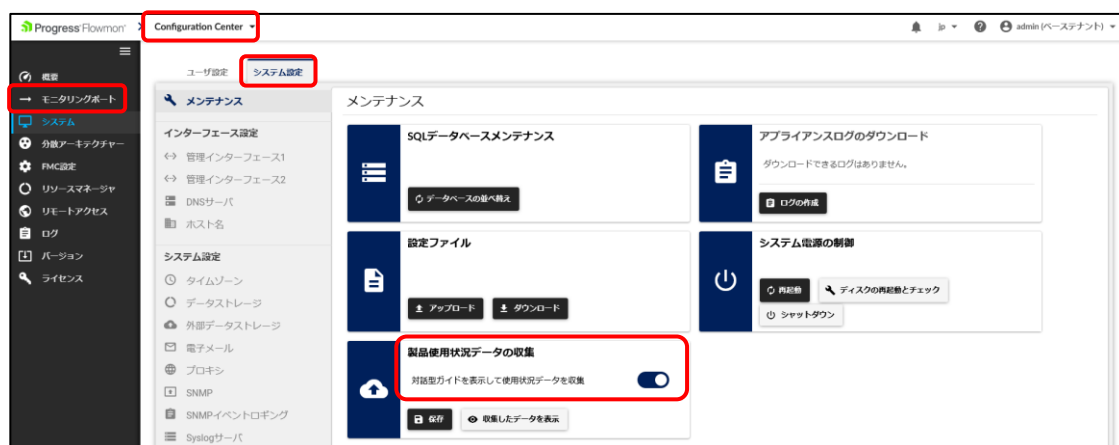 Progress Flowmon
Configuration Center
jp
admin (ベーステナント)
概要
モニタリングポート
システム
分散アーキテクチャー
FMC設定
リソースマネージャ
リモートアクセス
ログ
バージョン
ライセンス
ユーザ設定
システム設定
メンテナンス
インターフェース設定
管理インターフェース1
管理インターフェース2
DNSサーバ
ホスト名
システム設定
タイムゾーン
データストレージ
外部データストレージ
電子メール
プロキシ
SNMP
SNMPイベントロギング
Syslogサーバ
メンテナンス
SQLデータベースメンテナンス
データベースの並べ替え
アプライアンスログのダウンロード
ダウンロードできるログはありません。
ログの作成
設定ファイル
アップロード
ダウンロード
システム電源の制御
再起動
ディスクの再起動とチェック
シャットダウン
製品使用状況データの収集
対話型ガイドを表示して使用状況データを収集
保存
収集したデータを表示